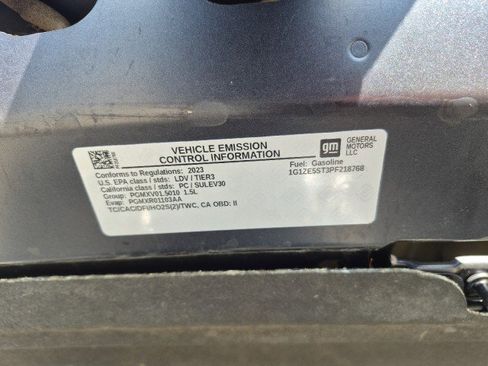 VEHICLE EMISSION
CONTROL INFORMATION
gm
GENERAL
MOTORS
LLC
Conforms to Regulations: 2023
U.S. EPA class / stds: LDV / TIER3
California class / stds: PC / SULEV30
Group: PGMXV01.5010 1.5L
Evap: PGMXR01103AA
TC/CAC/DFI/HO2S(2)/TWC, CA OBD: II
Fuel: Gasoline
1G1ZE5ST3PF218768